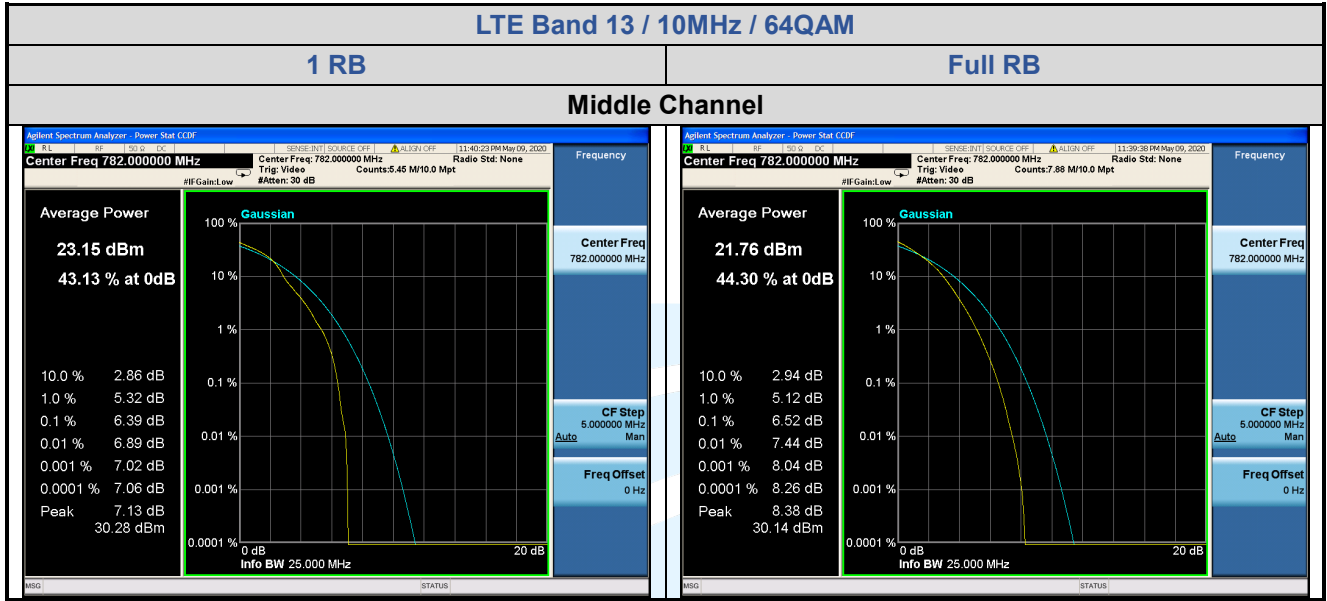 LTE Band 13 / 10MHz / 64QAM
1 RB
Full RB
Middle Channel
Agilent Spectrum Analyzer - Power Stat CCDF
RL RF 50 Ω DC SENSE:INT SOURCE OFF ALIGN OFF 11:40:23 PM May 09, 2020
Center Freq 782.000000 MHz
Center Freq: 782.000000 MHz Radio Std: None
Trig: Video Counts:5.45 M/10.0 Mpt
#IFGain:Low #Atten: 30 dB
Frequency
Average Power
23.15 dBm
43.13 % at 0dB
10.0 % 2.86 dB
1.0 % 5.32 dB
0.1 % 6.39 dB
0.01 % 6.89 dB
0.001 % 7.02 dB
0.0001 % 7.06 dB
Peak 7.13 dB
30.28 dBm
Gaussian
100 %
10 %
1 %
0.1 %
0.01 %
0.001 %
0.0001 %
0 dB 20 dB
Info BW 25.000 MHz
Center Freq
782.000000 MHz
CF Step
5.000000 MHz
Auto Man
Freq Offset
0 Hz
MSG STATUS
Agilent Spectrum Analyzer - Power Stat CCDF
RL RF 50 Ω DC SENSE:INT SOURCE OFF ALIGN OFF 11:39:38 PM May 09, 2020
Center Freq 782.000000 MHz
Center Freq: 782.000000 MHz Radio Std: None
Trig: Video Counts:7.88 M/10.0 Mpt
#IFGain:Low #Atten: 30 dB
Frequency
Average Power
21.76 dBm
44.30 % at 0dB
10.0 % 2.94 dB
1.0 % 5.12 dB
0.1 % 6.52 dB
0.01 % 7.44 dB
0.001 % 8.04 dB
0.0001 % 8.26 dB
Peak 8.38 dB
30.14 dBm
Gaussian
100 %
10 %
1 %
0.1 %
0.01 %
0.001 %
0.0001 %
0 dB 20 dB
Info BW 25.000 MHz
Center Freq
782.000000 MHz
CF Step
5.000000 MHz
Auto Man
Freq Offset
0 Hz
MSG STATUS